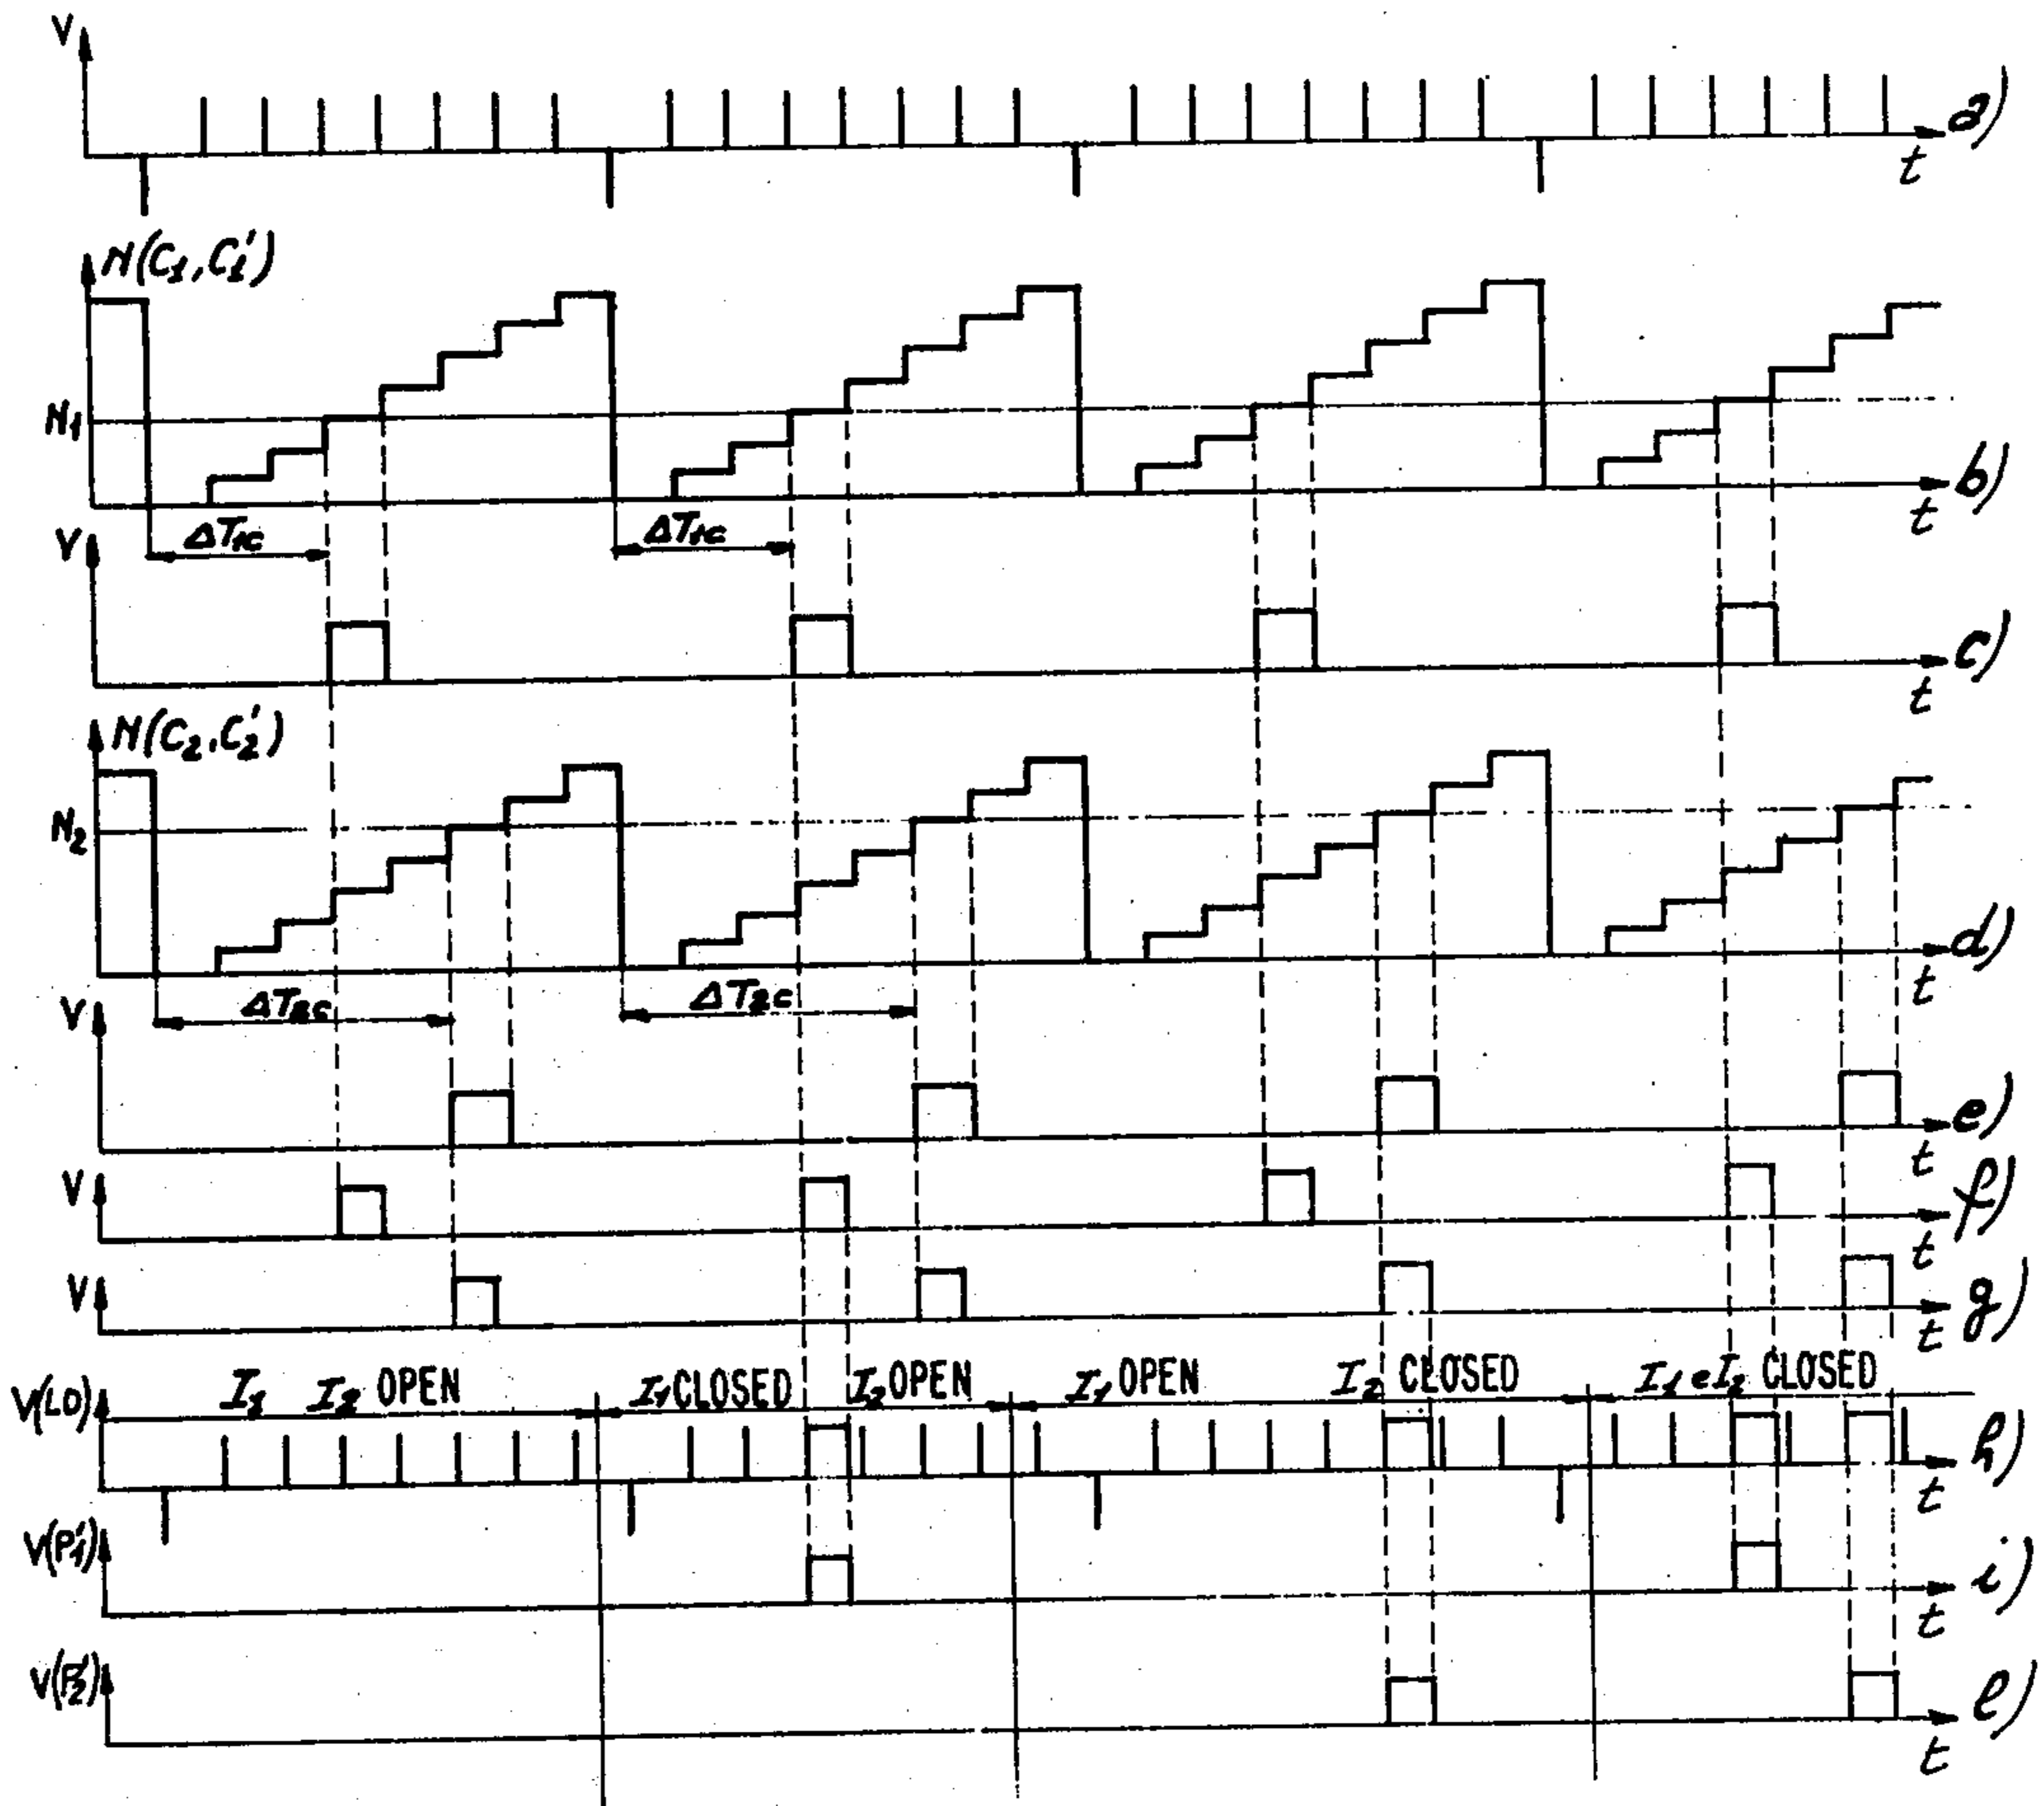 V
a)
t
N(C₁,C₁')
N₁
b)
t
ΔT₁c
ΔT₁c
V
c)
t
N(C₂.C₂')
N₂
d)
t
ΔT₂c
ΔT₂c
V
e)
t
V
f)
t
V
g)
t
V(LD)
I₁ I₂ OPEN
I₁ CLOSED I₂ OPEN
I₁ OPEN I₂ CLOSED
I₁ e I₂ CLOSED
h)
t
V(P₁')
i)
t
V(P₂')
l)
t